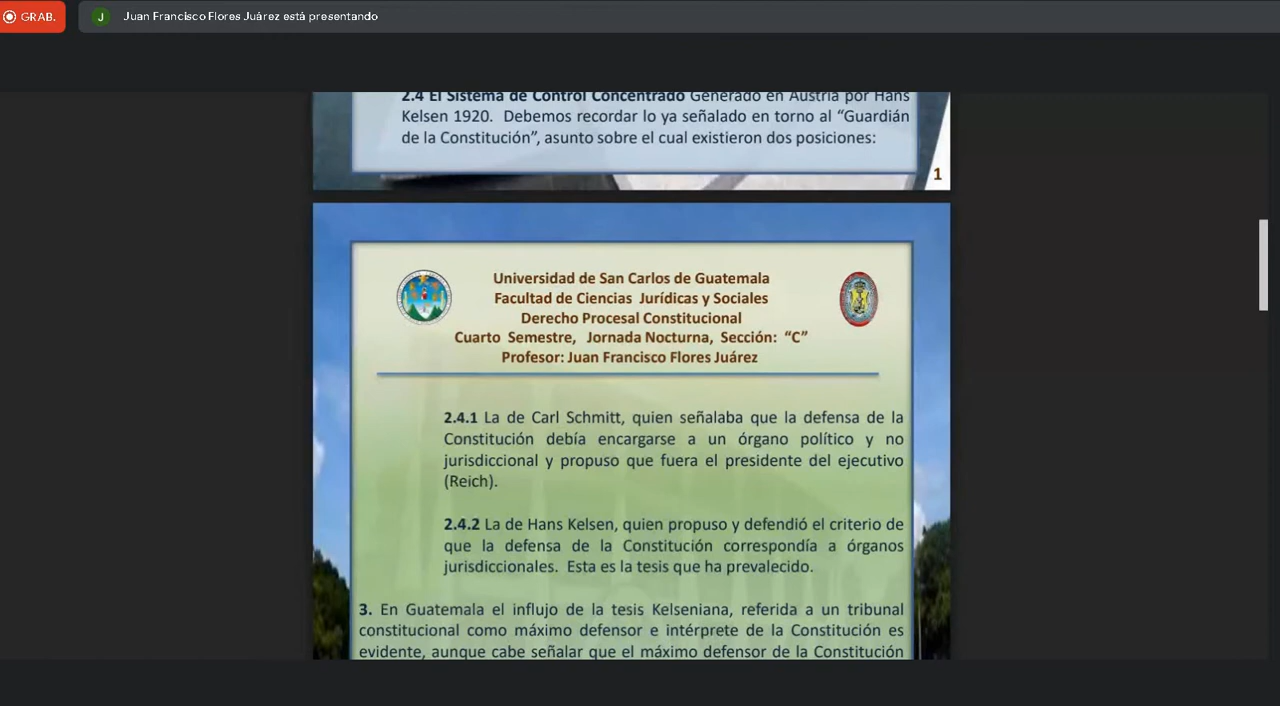 GRAB.
J
Juan Francisco Flores Juárez está presentando
2.4 El Sistema de Control Concentrado Generado en Austria por Hans
Kelsen 1920. Debemos recordar lo ya señalado en torno al “Guardián
de la Constitución”, asunto sobre el cual existieron dos posiciones:
1
Universidad de San Carlos de Guatemala
Facultad de Ciencias Jurídicas y Sociales
Derecho Procesal Constitucional
Cuarto Semestre, Jornada Nocturna, Sección: “C”
Profesor: Juan Francisco Flores Juárez
2.4.1 La de Carl Schmitt, quien señalaba que la defensa de la
Constitución debía encargarse a un órgano político y no
jurisdiccional y propuso que fuera el presidente del ejecutivo
(Reich).
2.4.2 La de Hans Kelsen, quien propuso y defendió el criterio de
que la defensa de la Constitución correspondía a órganos
jurisdiccionales. Esta es la tesis que ha prevalecido.
3. En Guatemala el influjo de la tesis Kelseniana, referida a un tribunal
constitucional como máximo defensor e intérprete de la Constitución es
evidente, aunque cabe señalar que el máximo defensor de la Constitución